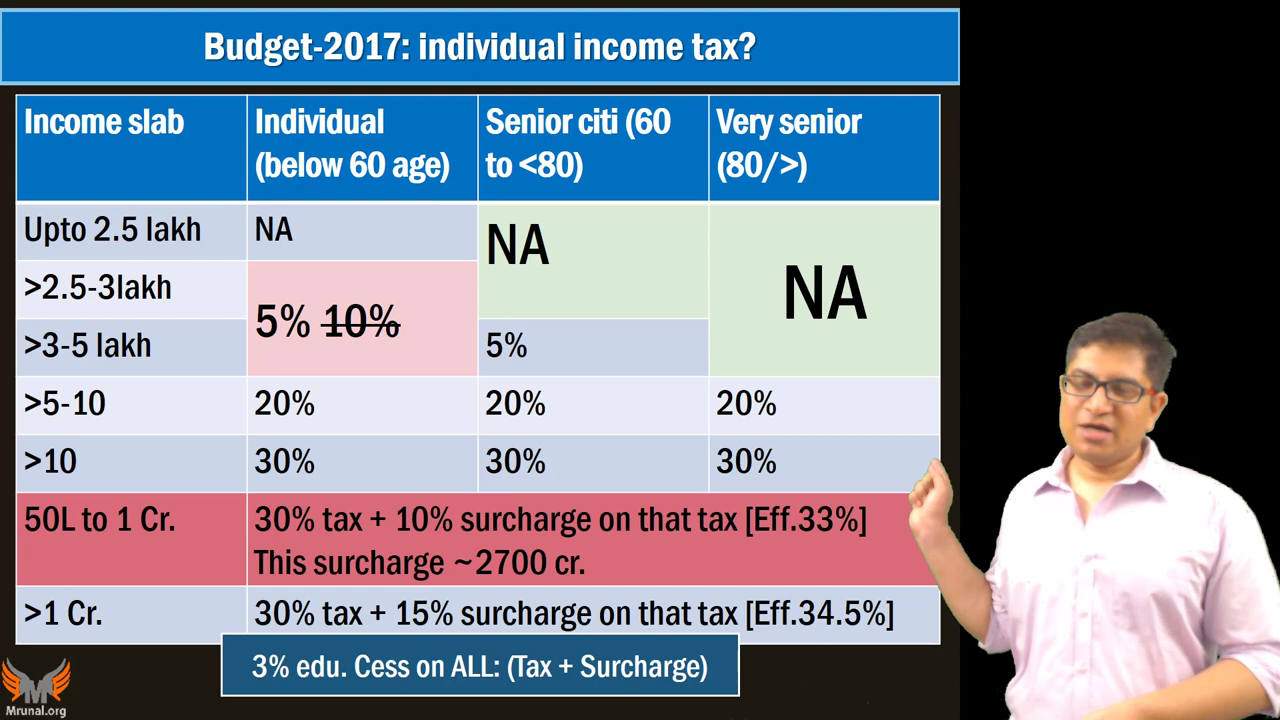 Budget-2017: individual income tax?
Income slab
Individual
(below 60 age)
Senior citi (60
to <80)
Very senior
(80/>)
Upto 2.5 lakh
NA
NA
NA
>2.5-3lakh
5% 10%
>3-5 lakh
5%
>5-10
20%
20%
20%
>10
30%
30%
30%
50L to 1 Cr.
30% tax + 10% surcharge on that tax [Eff.33%]
This surcharge ~2700 cr.
>1 Cr.
30% tax + 15% surcharge on that tax [Eff.34.5%]
3% edu. Cess on ALL: (Tax + Surcharge)
M
Mrunal.org